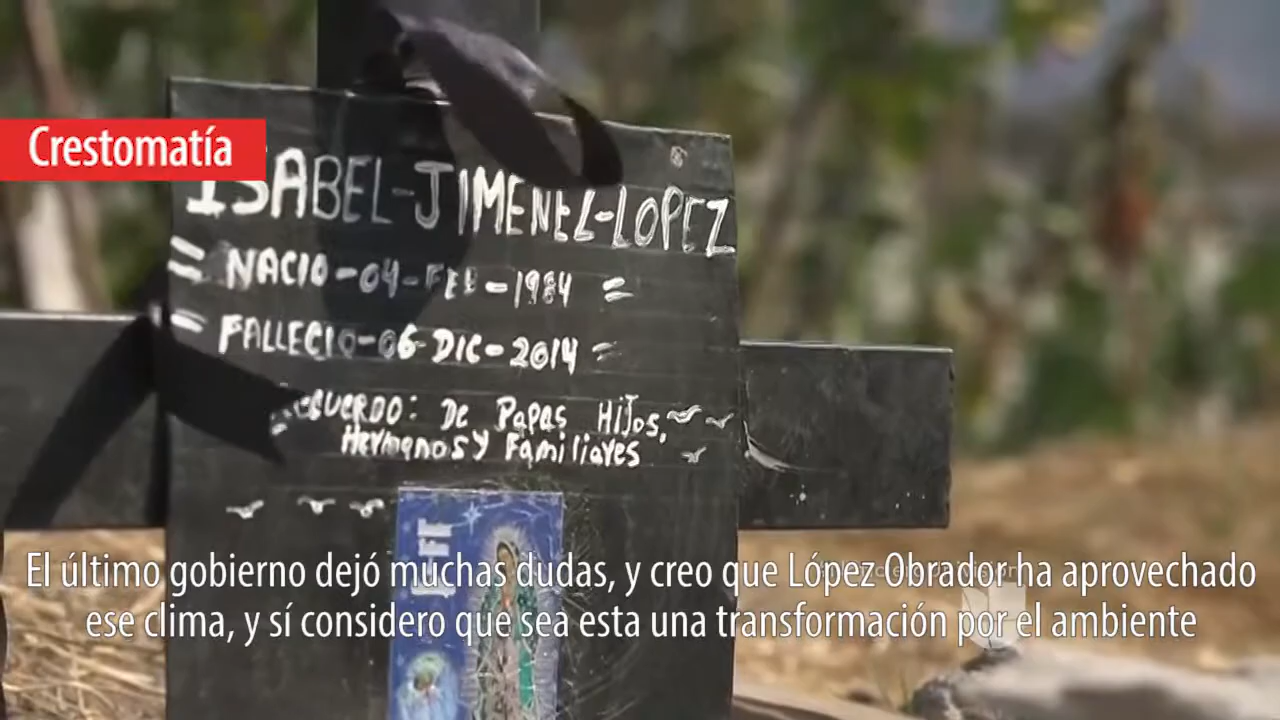 Crestomatía
ISABEL-JIMENEZ-LOPEZ
= NACIO-04-FEB-1984 =
= FALLECIO-06-DIC-2014 =
RECUERDO: De PaPas HiJos,
HermanosY Familiares
El último gobierno dejó muchas dudas, y creo que López Obrador ha aprovechado
ese clima, y sí considero que sea esta una transformación por el ambiente